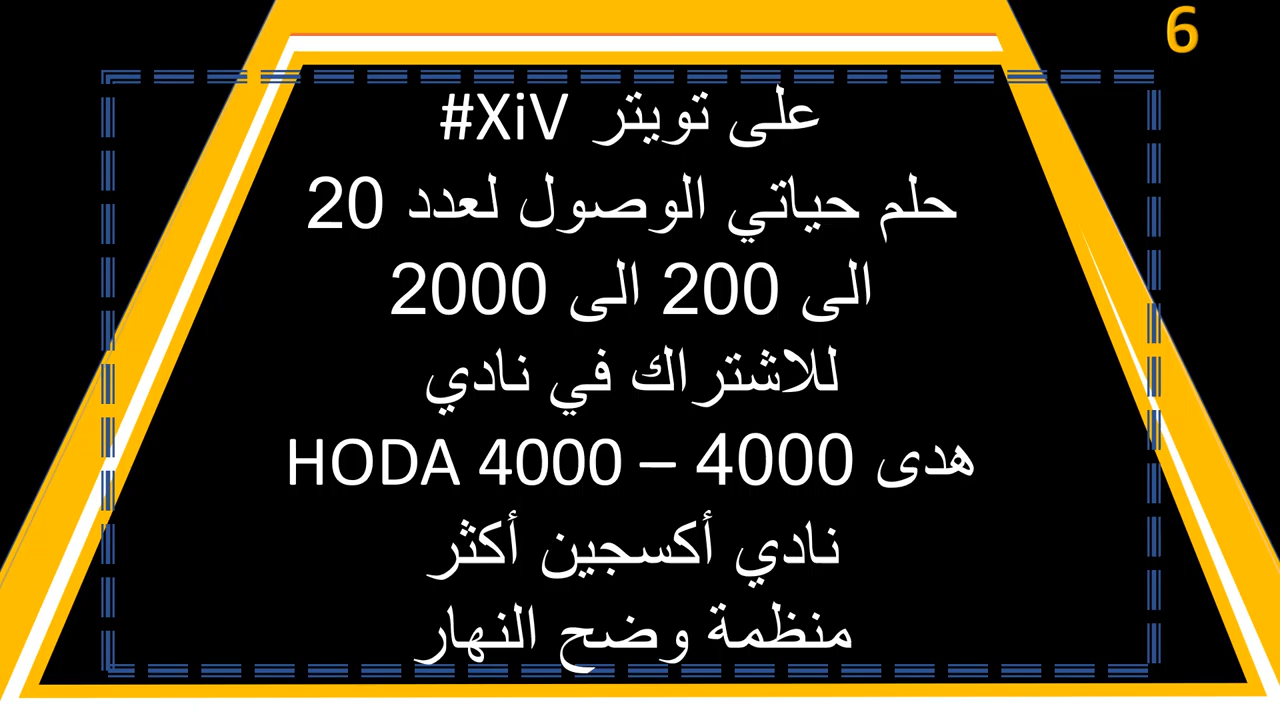 6
على تويتر XiV#
حلم حياتي الوصول لعدد 20
الى 200 الى 2000
للاشتراك في نادي
هدى 4000 – HODA 4000
نادي أكسجين أكثر
منظمة وضح النهار